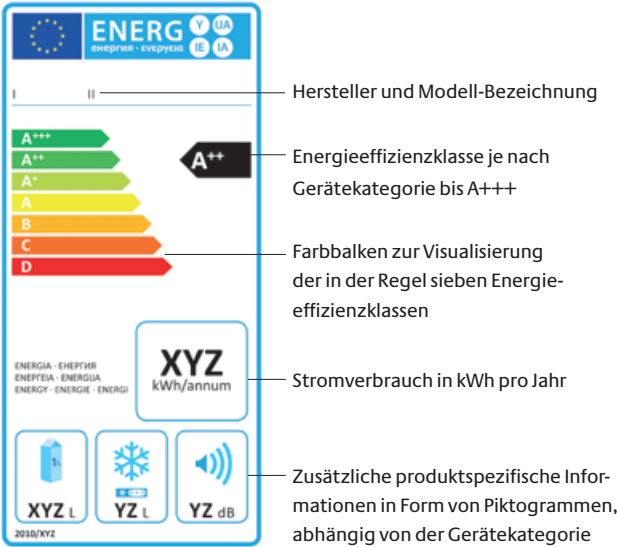 ENERG Y IJA
енергия · ενεργεια IE IA
I II
Hersteller und Modell-Bezeichnung
A+++
A++
A+
A
B
C
D
A++
Energieeffizienzklasse je nach
Gerätekategorie bis A+++
Farbbalken zur Visualisierung
der in der Regel sieben Energie-
effizienzklassen
ENERGIA · ЕНЕРГИЯ
ΕΝΕΡΓΕΙΑ · ENERGIJA
ENERGY · ENERGIE · ENERGI
XYZ
kWh/annum
Stromverbrauch in kWh pro Jahr
1L
XYZ L
YZ L
YZ dB
Zusätzliche produktspezifische Infor-
mationen in Form von Piktogrammen,
abhängig von der Gerätekategorie
2010/XYZ